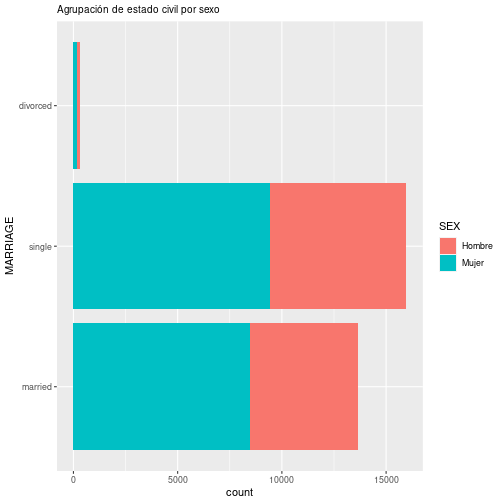 Agrupación de estado civil por sexo
MARRIAGE
divorced
single
married
0
5000
10000
15000
count
SEX
Hombre
Mujer